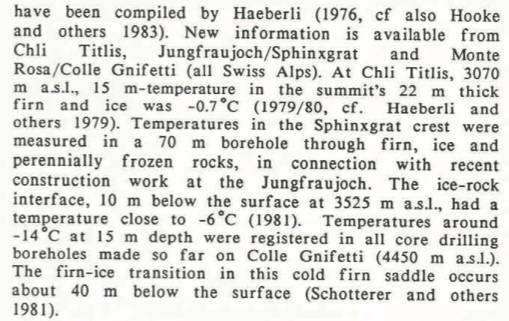 have been compiled by Haeberli (1976, cf also Hooke
and others 1983). New information is available from
Chli Titlis, Jungfraujoch/Sphinxgrat and Monte
Rosa/Colle Gnifetti (all Swiss Alps). At Chli Titlis, 3070
m a.s.l., 15 m-temperature in the summit's 22 m thick
firn and ice was -0.7°C (1979/80, cf. Haeberli and
others 1979). Temperatures in the Sphinxgrat crest were
measured in a 70 m borehole through firn, ice and
perennially frozen rocks, in connection with recent
construction work at the Jungfraujoch. The ice-rock
interface, 10 m below the surface at 3525 m a.s.l., had a
temperature close to -6°C (1981). Temperatures around
-14°C at 15 m depth were registered in all core drilling
boreholes made so far on Colle Gnifetti (4450 m a.s.l.).
The firn-ice transition in this cold firn saddle occurs
about 40 m below the surface (Schotterer and others
1981).